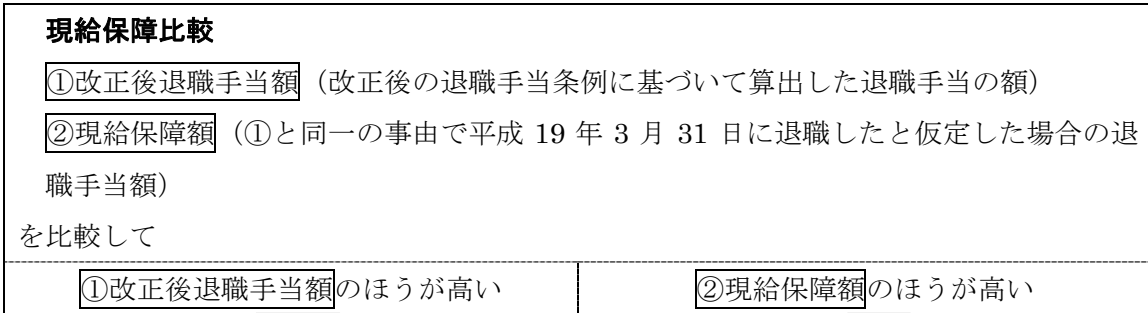 現給保障比較
①改正後退職手当額（改正後の退職手当条例に基づいて算出した退職手当の額）
②現給保障額（①と同一の事由で平成 19 年 3 月 31 日に退職したと仮定した場合の退
職手当額）
を比較して
①改正後退職手当額のほうが高い
②現給保障額のほうが高い